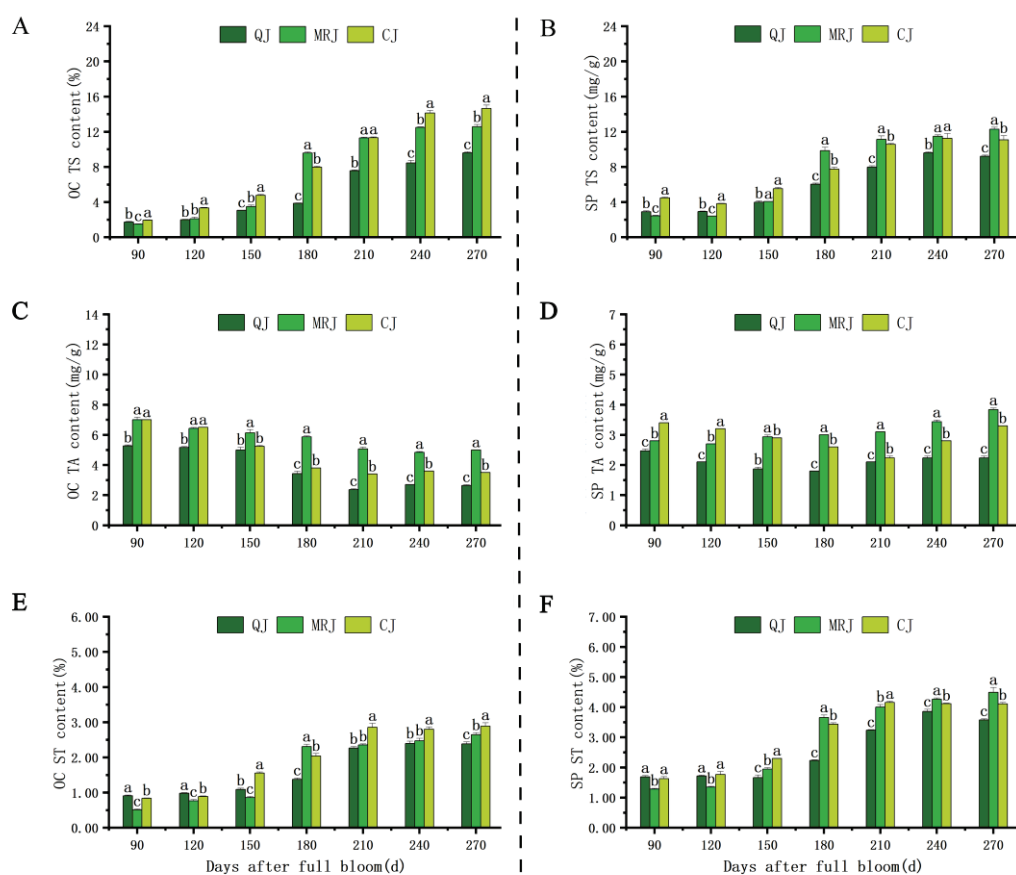 A
QJ MRJ CJ
OC TS content(%)
24
20
16
12
8
4
0
b c a
b b a
c b a
c a b
b a a
c b a
c b a
90 120 150 180 210 240 270
B
QJ MRJ CJ
SP TS content(mg/g)
24
20
16
12
8
4
0
b c a
b c a
b b a
c a b
c a b
b a a
c a b
90 120 150 180 210 240 270
C
QJ MRJ CJ
OC TA content(mg/g)
14
12
10
8
6
4
2
0
b a a
b a a
b a b
c a b
c a b
c a b
c a b
90 120 150 180 210 240 270
D
QJ MRJ CJ
SP TA content(mg/g)
7
6
5
4
3
2
1
0
c b a
c b a
b a a
c a b
c a b
c a b
c a b
90 120 150 180 210 240 270
E
QJ MRJ CJ
OC ST content(%)
6.00
5.00
4.00
3.00
2.00
1.00
0.00
a c b
a c b
b c a
c a b
b b a
b b a
c b a
90 120 150 180 210 240 270
Days after full bloom(d)
F
QJ MRJ CJ
SP ST content(%)
7.00
6.00
5.00
4.00
3.00
2.00
1.00
0.00
a b a
a b a
c b a
c a b
c b a
c a b
c a b
90 120 150 180 210 240 270
Days after full bloom(d)